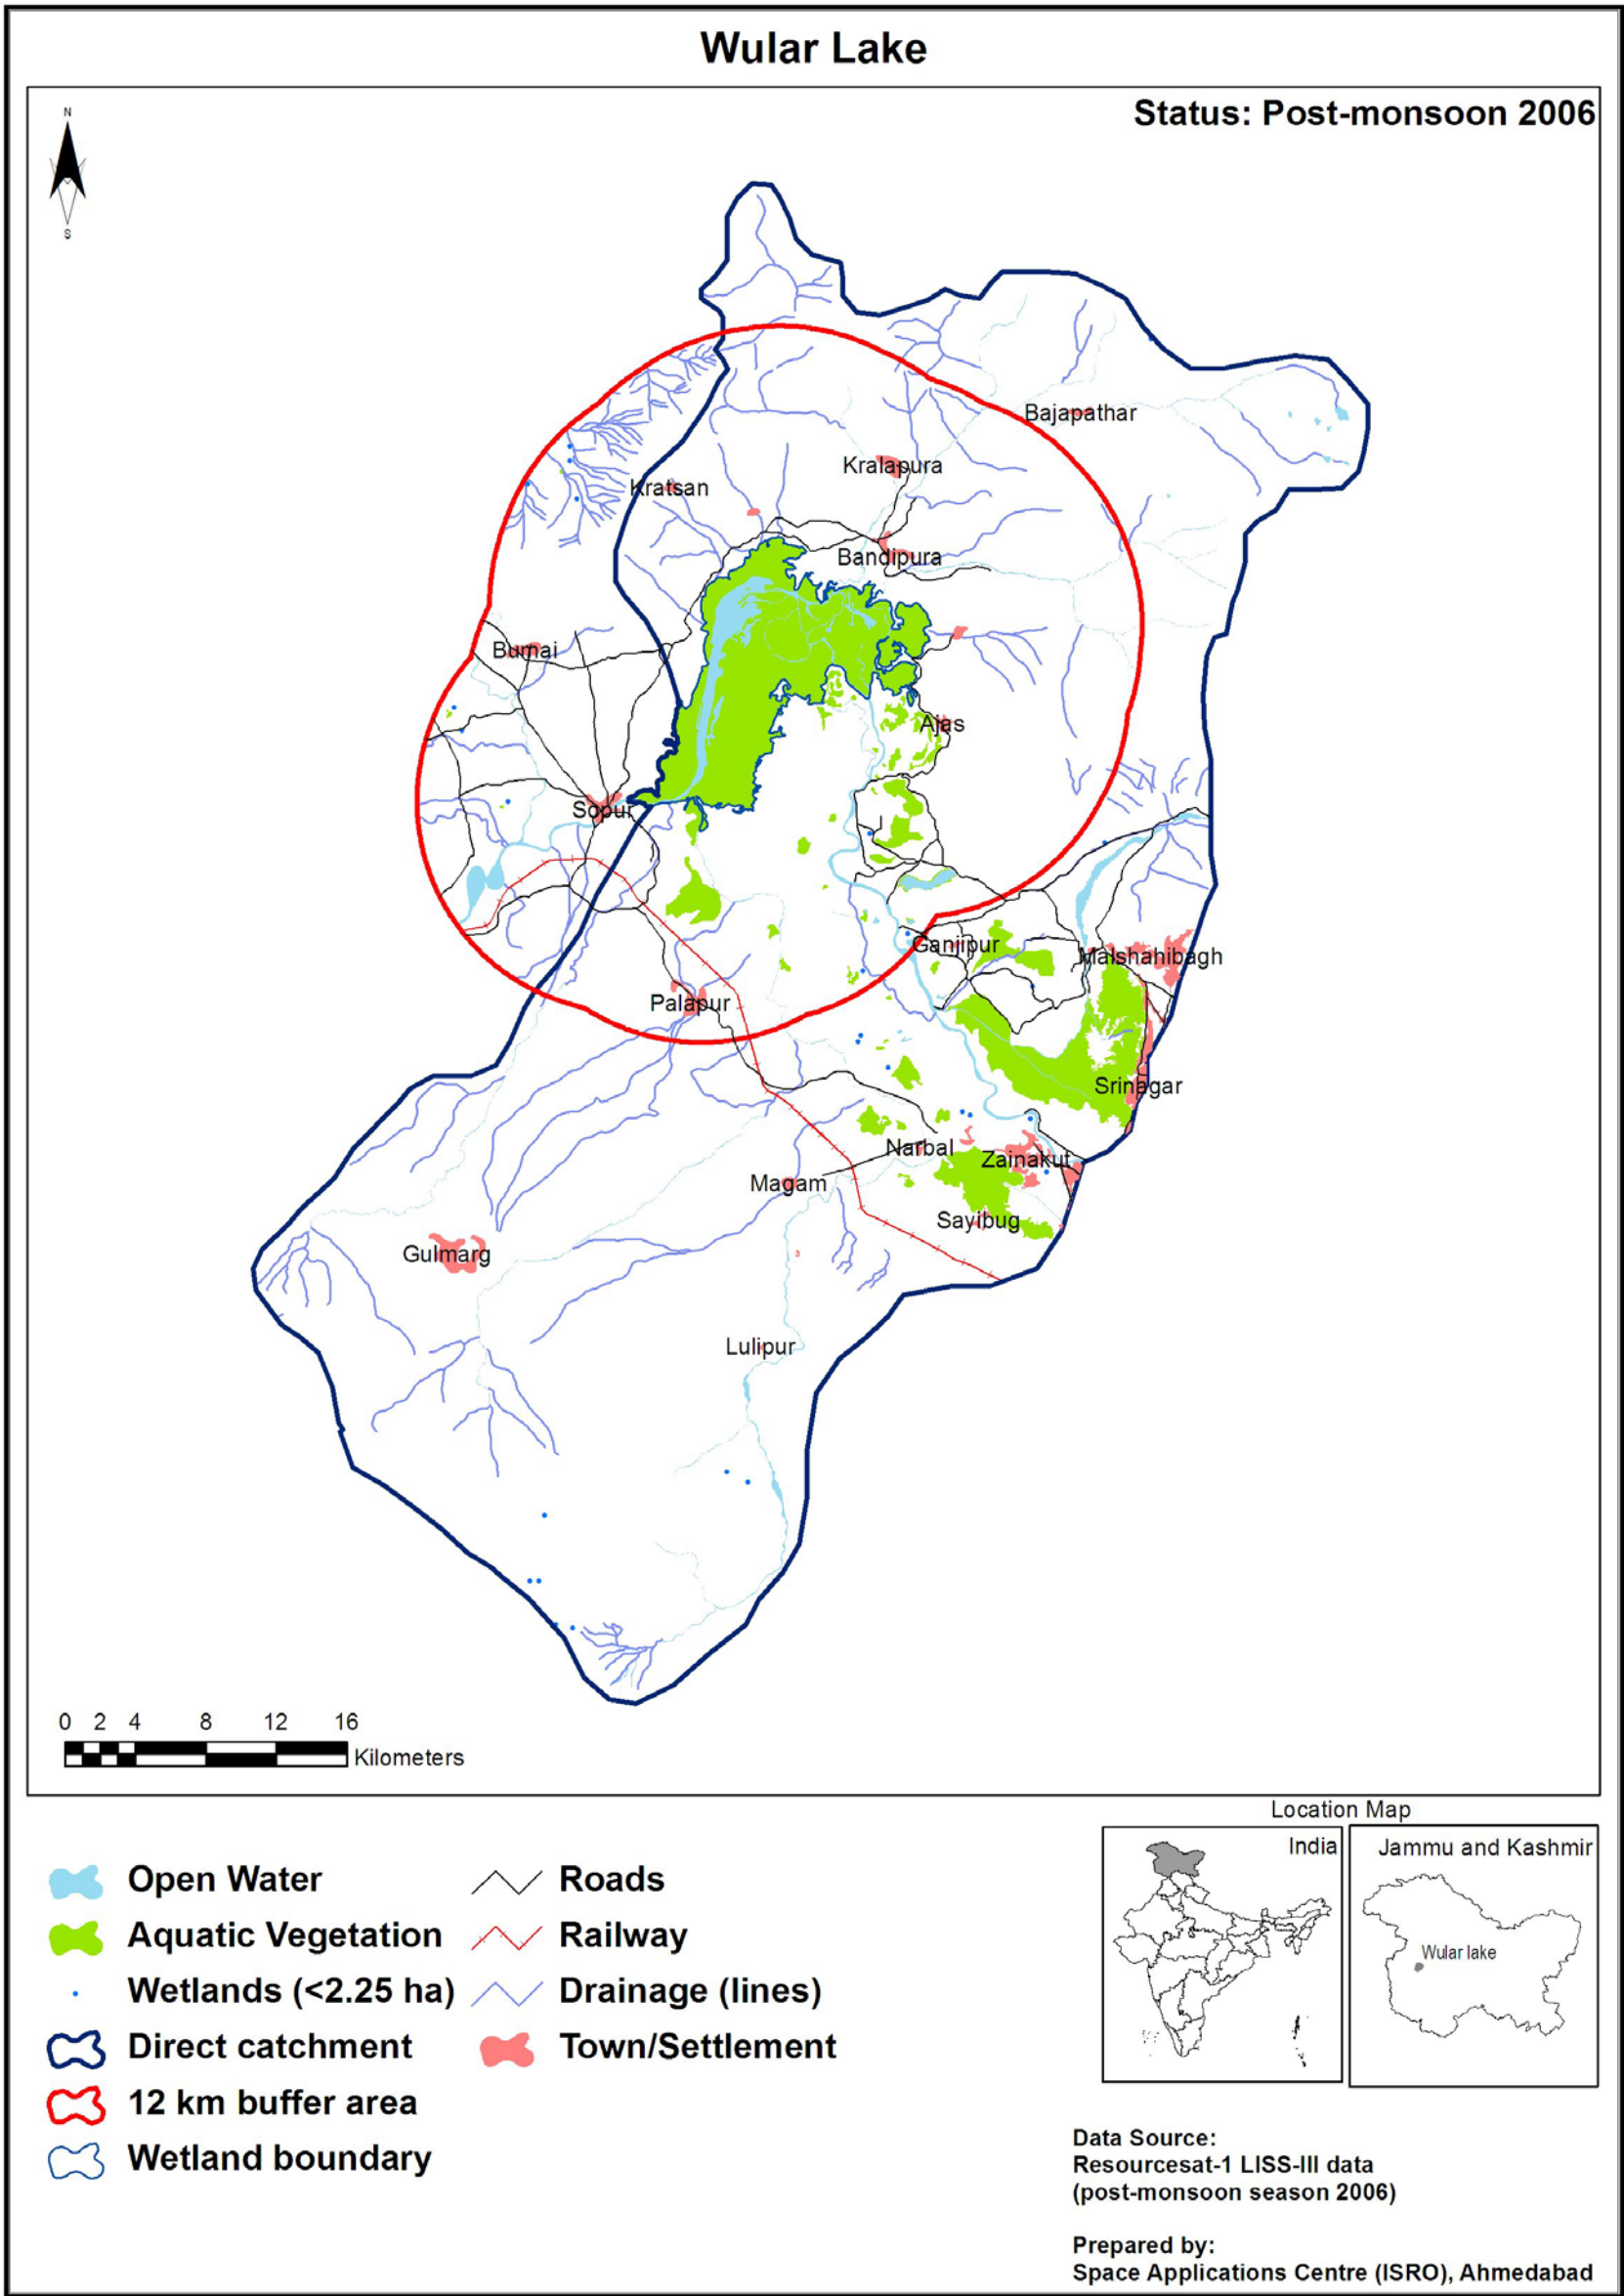 Wular Lake
Status: Post-monsoon 2006
N
S
Bajapathar
Kralapura
Kratsan
Bandipura
Bumai
Ajas
Sopur
Ganjipur
Malshahibagh
Palapur
Srinagar
Narbal
Zainakut
Magam
Sayibug
Gulmarg
Lulipur
0 2 4 8 12 16
Kilometers
Location Map
India
Jammu and Kashmir
Wular lake
Open Water
Aquatic Vegetation
Wetlands (<2.25 ha)
Direct catchment
12 km buffer area
Wetland boundary
Roads
Railway
Drainage (lines)
Town/Settlement
Data Source:
Resourcesat-1 LISS-III data
(post-monsoon season 2006)
Prepared by:
Space Applications Centre (ISRO), Ahmedabad